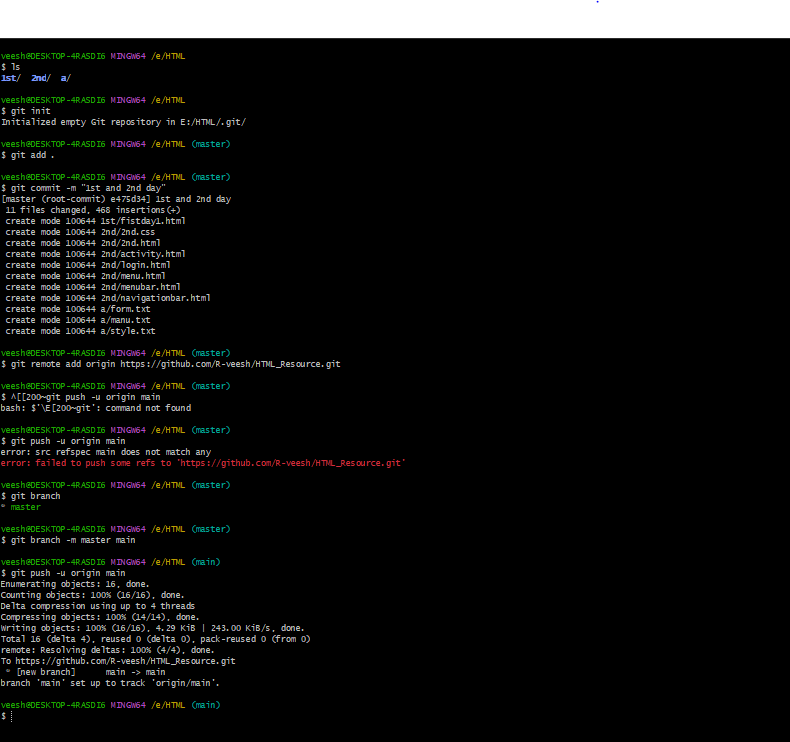 veesh@DESKTOP-4RASDI6 MINGW64 /e/HTML
$ ls
1st/  2nd/  a/
veesh@DESKTOP-4RASDI6 MINGW64 /e/HTML
$ git init
Initialized empty Git repository in E:/HTML/.git/
veesh@DESKTOP-4RASDI6 MINGW64 /e/HTML (master)
$ git add .
veesh@DESKTOP-4RASDI6 MINGW64 /e/HTML (master)
$ git commit -m "1st and 2nd day"
[master (root-commit) e475d34] 1st and 2nd day
 11 files changed, 468 insertions(+)
 create mode 100644 1st/fistday1.html
 create mode 100644 2nd/2nd.css
 create mode 100644 2nd/2nd.html
 create mode 100644 2nd/activity.html
 create mode 100644 2nd/login.html
 create mode 100644 2nd/menu.html
 create mode 100644 2nd/menubar.html
 create mode 100644 2nd/navigationbar.html
 create mode 100644 a/form.txt
 create mode 100644 a/manu.txt
 create mode 100644 a/style.txt
veesh@DESKTOP-4RASDI6 MINGW64 /e/HTML (master)
$ git remote add origin https://github.com/R-veesh/HTML_Resource.git
veesh@DESKTOP-4RASDI6 MINGW64 /e/HTML (master)
$ ^[[200~git push -u origin main
bash: $'\E[200~git': command not found
veesh@DESKTOP-4RASDI6 MINGW64 /e/HTML (master)
$ git push -u origin main
error: src refspec main does not match any
error: failed to push some refs to 'https://github.com/R-veesh/HTML_Resource.git'
veesh@DESKTOP-4RASDI6 MINGW64 /e/HTML (master)
$ git branch
* master
veesh@DESKTOP-4RASDI6 MINGW64 /e/HTML (master)
$ git branch -m master main
veesh@DESKTOP-4RASDI6 MINGW64 /e/HTML (main)
$ git push -u origin main
Enumerating objects: 16, done.
Counting objects: 100% (16/16), done.
Delta compression using up to 4 threads
Compressing objects: 100% (14/14), done.
Writing objects: 100% (16/16), 4.29 KiB | 243.00 KiB/s, done.
Total 16 (delta 4), reused 0 (delta 0), pack-reused 0 (from 0)
remote: Resolving deltas: 100% (4/4), done.
To https://github.com/R-veesh/HTML_Resource.git
 * [new branch]      main -> main
branch 'main' set up to track 'origin/main'.
veesh@DESKTOP-4RASDI6 MINGW64 /e/HTML (main)
$